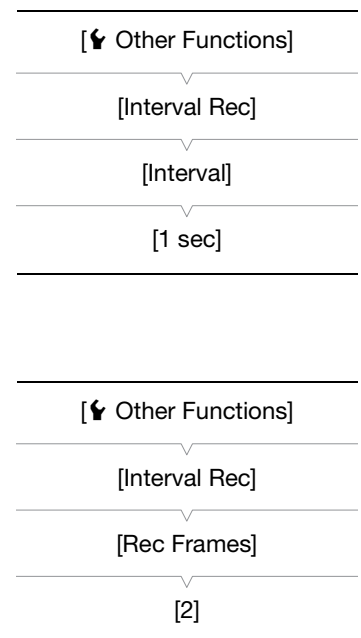 [ Other Functions]
[Interval Rec]
[Interval]
[1 sec]
[ Other Functions]
[Interval Rec]
[Rec Frames]
[2]